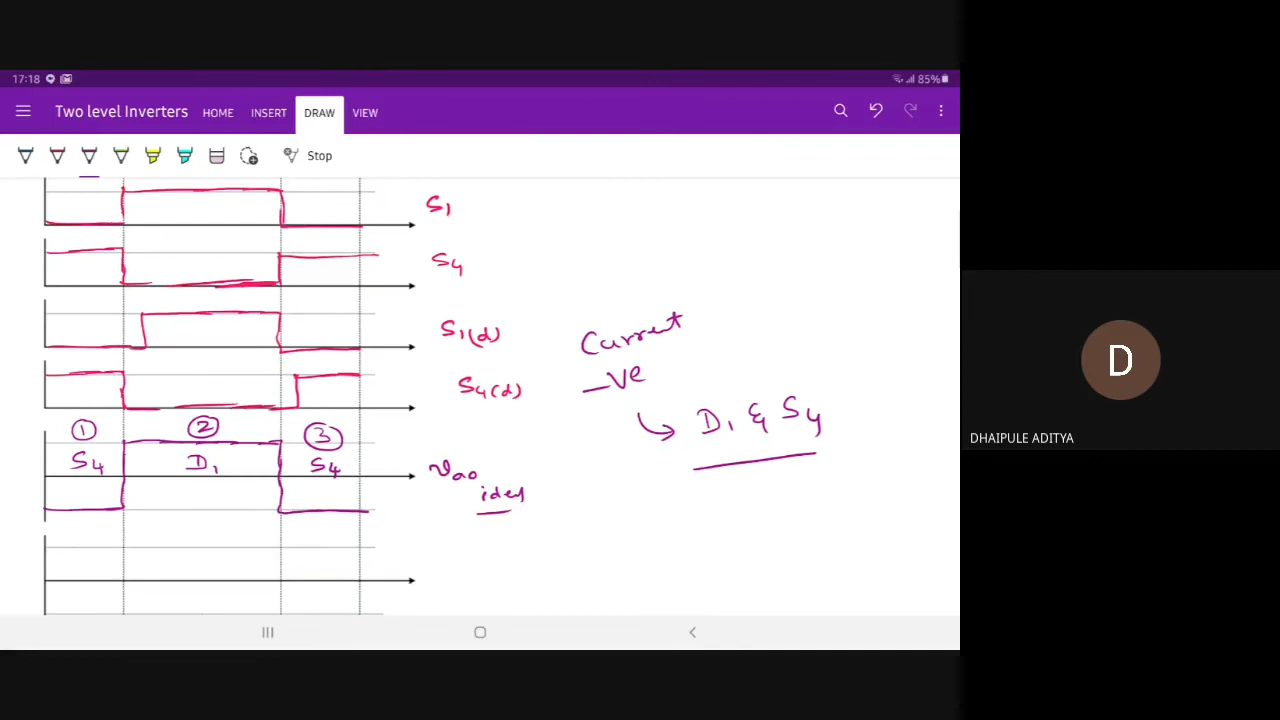 17:18
85%
Two level Inverters HOME INSERT DRAW VIEW
Stop
S1
S4
S1(d)
S4(d)
Current
-ve
D1 & S4
① ② ③
S4 D1 S4
Vao
DHAIPULE ADITYA
D